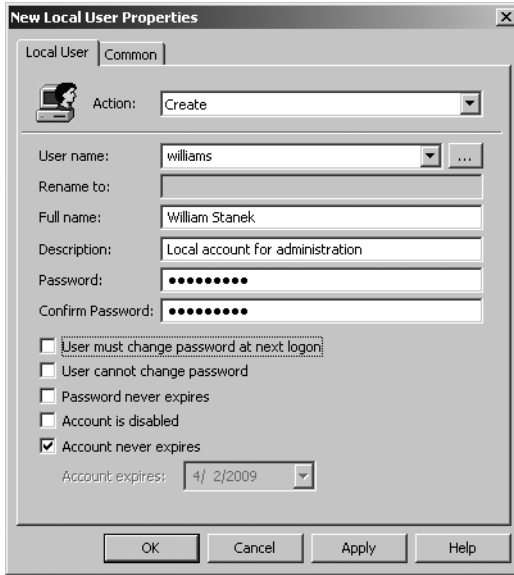 New Local User Properties
Local User Common
Action: Create
User name: williams ...
Rename to:
Full name: William Stanek
Description: Local account for administration
Password: ●●●●●●●●●
Confirm Password: ●●●●●●●●●
User must change password at next logon
User cannot change password
Password never expires
Account is disabled
Account never expires
Account expires: 4/ 2/2009
OK Cancel Apply Help